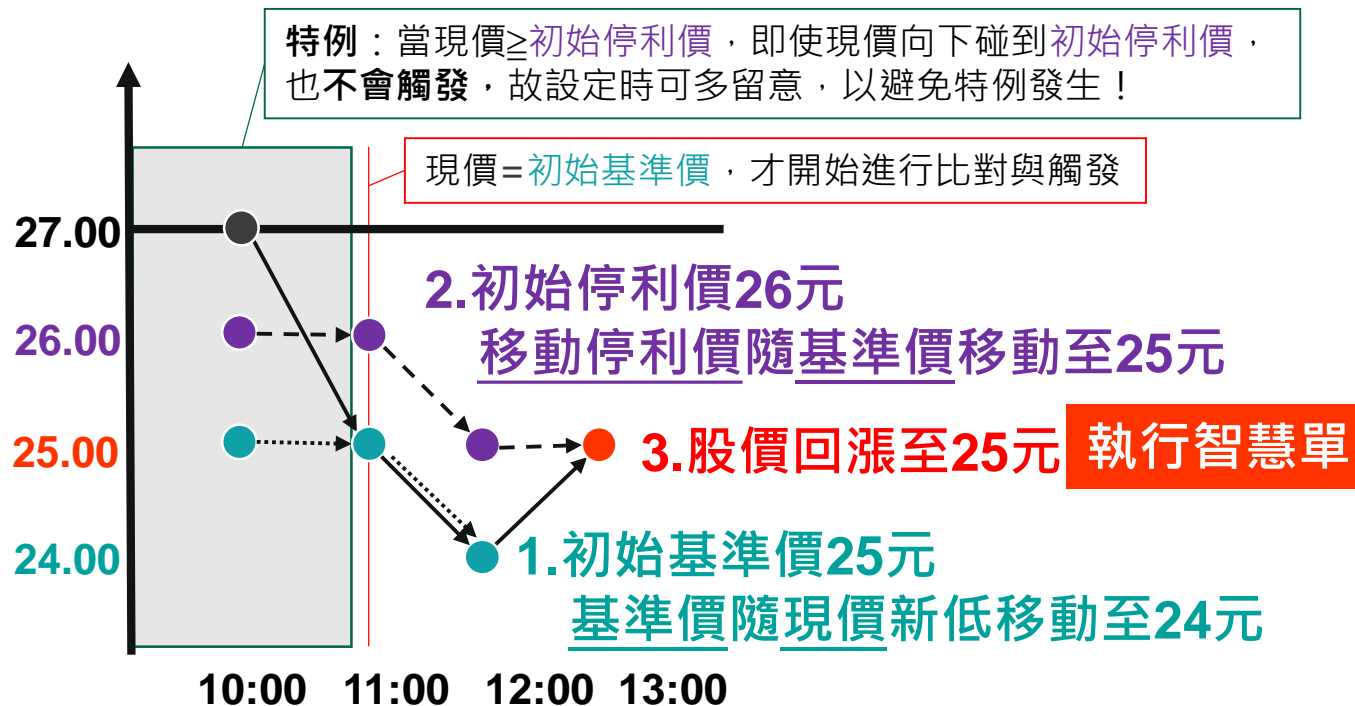 特例：當現價≥初始停利價，即使現價向下碰到初始停利價，
也不會觸發，故設定時可多留意，以避免特例發生！
現價=初始基準價，才開始進行比對與觸發
27.00
2.初始停利價26元
26.00
移動停利價隨基準價移動至25元
25.00
3.股價回漲至25元
執行智慧單
24.00
1.初始基準價25元
基準價隨現價新低移動至24元
10:00 11:00 12:00 13:00